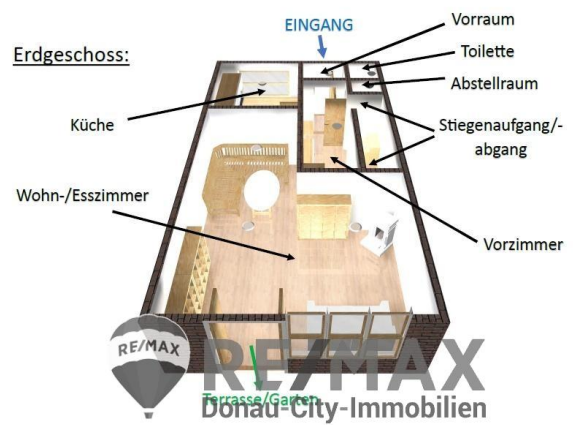 EINGANG
Vorraum
Erdgeschoss:
Toilette
Abstellraum
Küche
Stiegenaufgang/-
abgang
Wohn-/Esszimmer
Vorzimmer
RE/MAX
RE/MAX
Terrasse/Garten
Donau-City-Immobilien